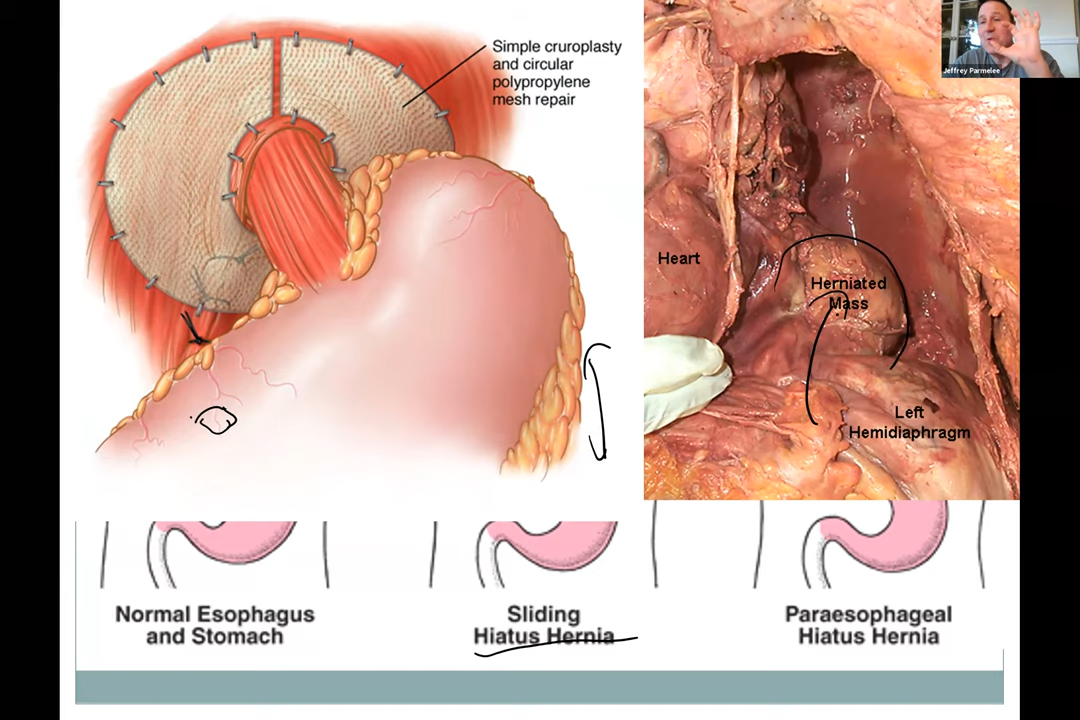 Simple cruroplasty
and circular
polypropylene
mesh repair
Jeffrey Parmelee
Heart
Herniated
Mass
Left
Hemidiaphragm
Normal Esophagus
and Stomach
Sliding
Hiatus Hernia
Paraesophageal
Hiatus Hernia